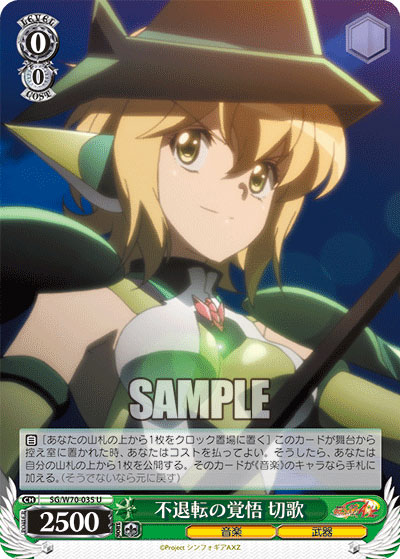 LEVEL
0
0
COST
SAMPLE
自 [あなたの山札の上から1枚をクロック置場に置く] このカードが舞台から
控え室に置かれた時、あなたはコストを払ってよい。そうしたら、あなたは
自分の山札の上から1枚を公開する。そのカードが《音楽》のキャラなら手札
に加える。(そうでないなら元に戻す)
CH SG/W70-035 U
2500
不退転の覚悟 切歌
音楽
武器
©Project シンフォギアAXZ